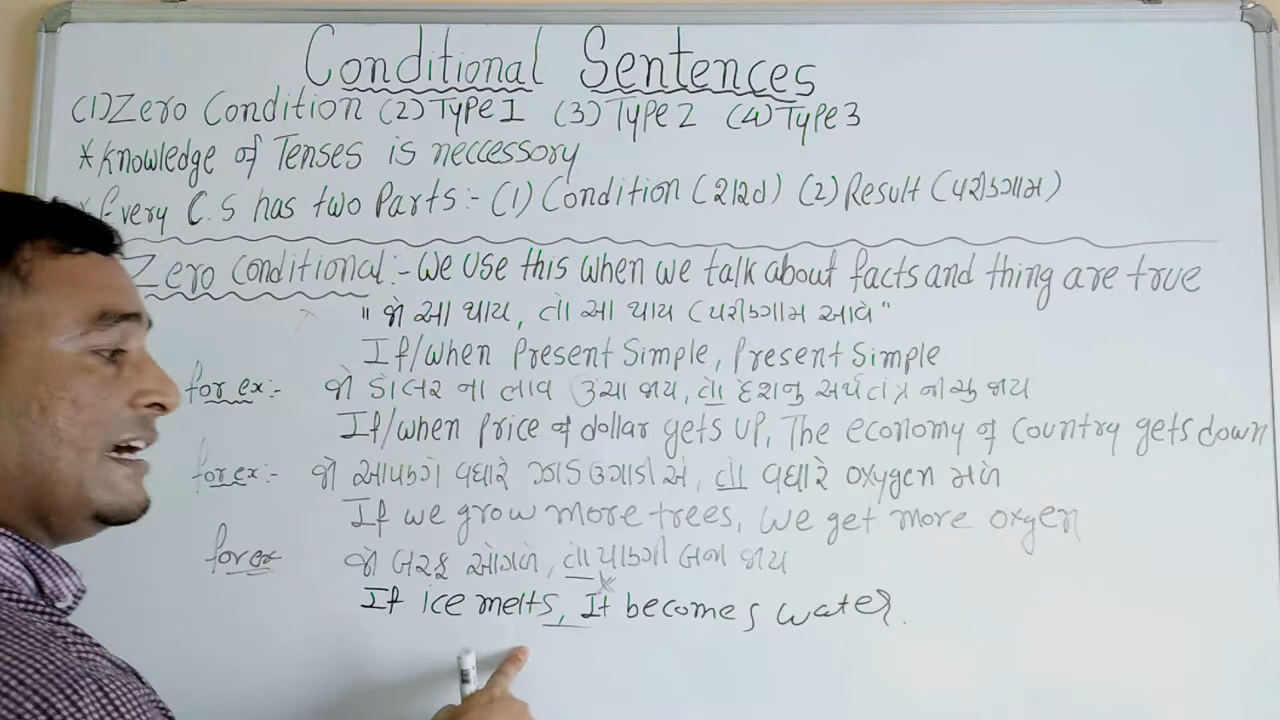 Conditional Sentences
(1) Zero Condition (2) Type 1 (3) Type 2 (4) Type 3
* Knowledge of Tenses is neccessory
* Every C.S has two Parts:- (1) Condition (શરત) (2) Result (પરીણામ)
Zero Conditional:- We use this when we talk about facts and thing are true
"જો આ થાય, તો આ થાય (પરીણામ આવે"
If/when Present Simple, Present Simple
for ex:- જો ડોલર ના ભાવ ઉંચા જાય, તો દેશનુ અર્થતંત્ર નીચુ જાય
If/when Price of dollar gets up, The economy of country gets down
for ex:- જો આપણે વધારે ઝાડ ઉગાડીએ, તો વધારે oxygen મળે
If we grow more trees, we get more oxgen
for ex જો બરફ ઓગળે, તો પાણી બની જાય
If ice melts, It becomes water.